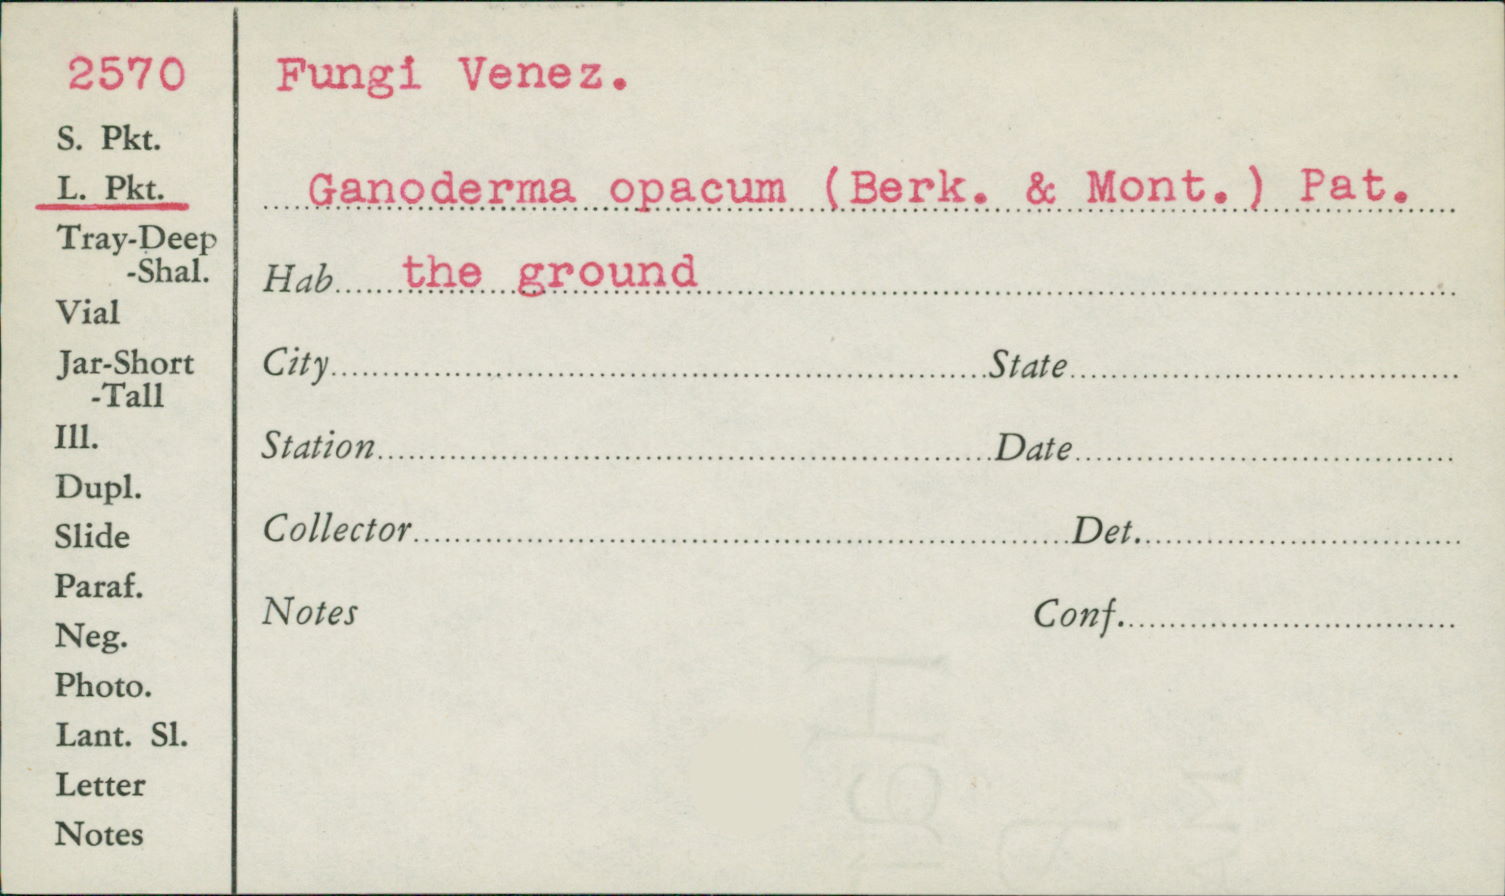 2570
Fungi Venez.
S. Pkt.
L. Pkt.
Tray-Deep
-Shal.
Vial
Jar-Short
-Tall
Ill.
Dupl.
Slide
Paraf.
Neg.
Photo.
Lant. Sl.
Letter
Notes
Ganoderma opacum (Berk. & Mont.) Pat.
Hab. the ground
City State
Station Date
Collector Det.
Notes Conf.